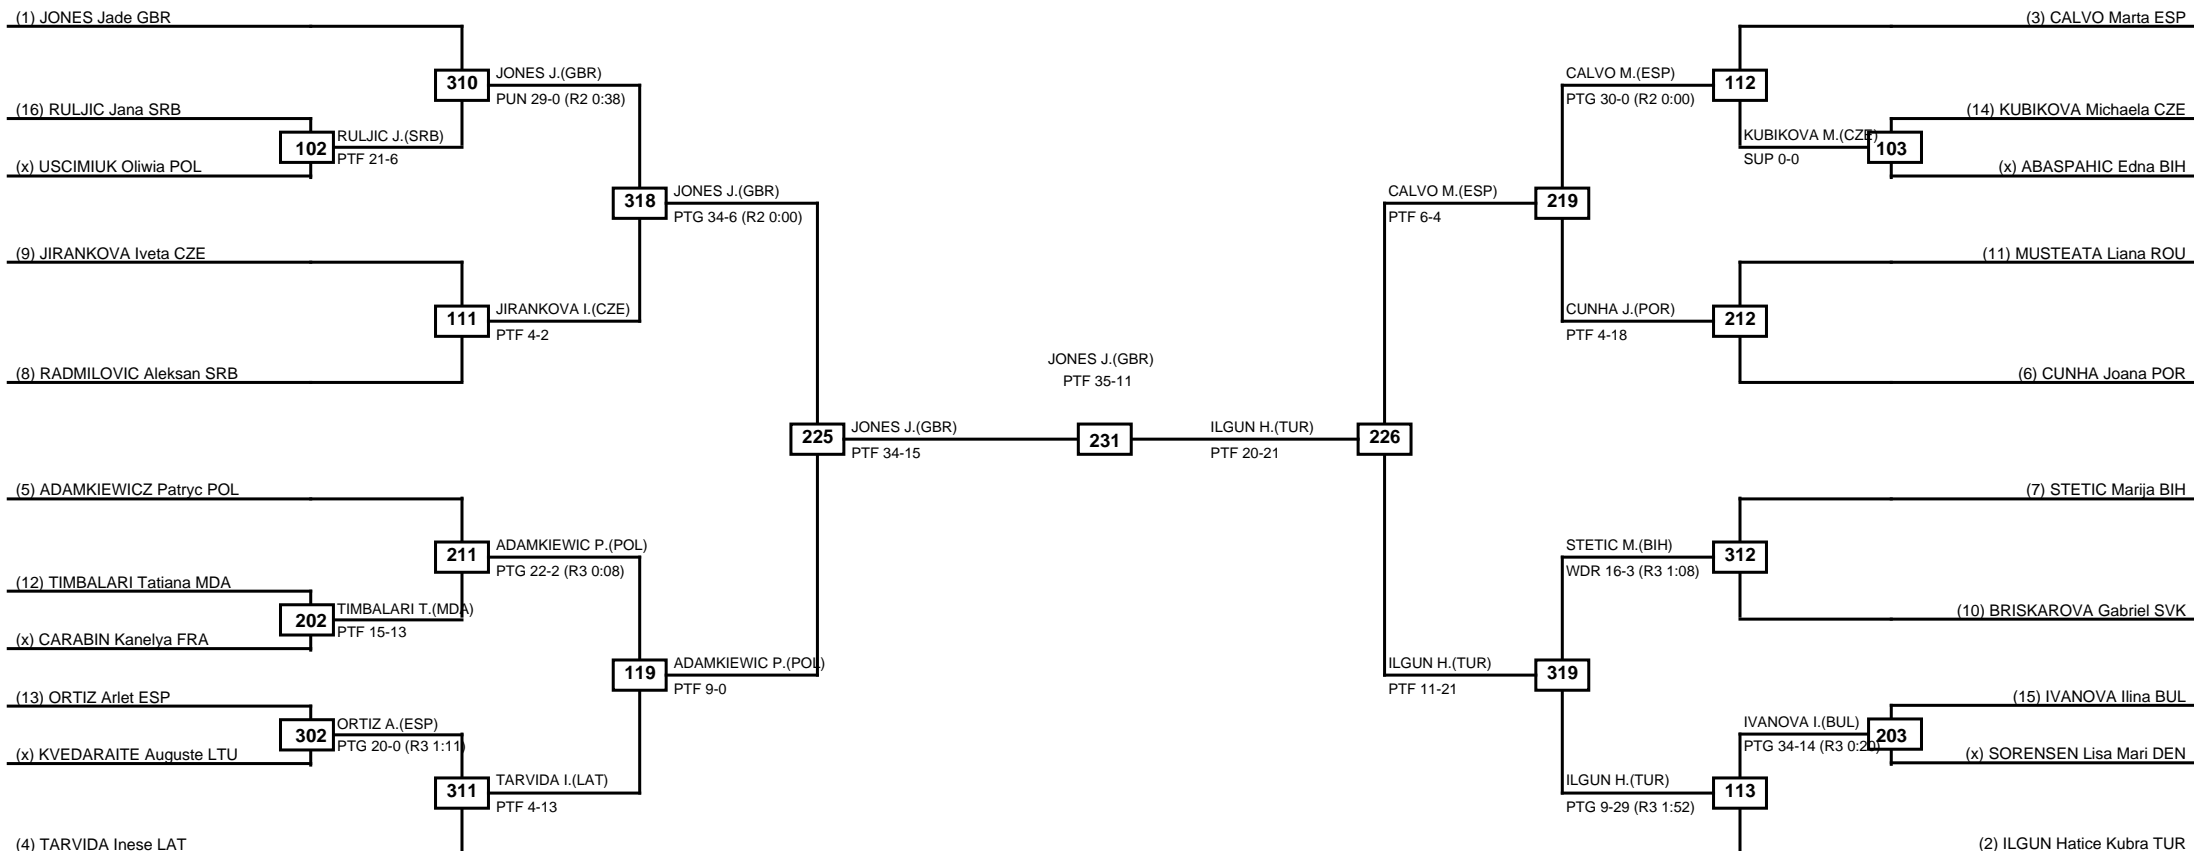 (1) JONES Jade GBR
310
JONES J.(GBR)
PUN 29-0 (R2 0:38)
(16) RULJIC Jana SRB
102
RULJIC J.(SRB)
PTF 21-6
(x) USCIMIUK Oliwia POL
318
JONES J.(GBR)
PTG 34-6 (R2 0:00)
(9) JIRANKOVA Iveta CZE
111
JIRANKOVA I.(CZE)
PTF 4-2
(8) RADMILOVIC Aleksan SRB
225
JONES J.(GBR)
PTF 34-15
(5) ADAMKIEWICZ Patryc POL
211
ADAMKIEWIC P.(POL)
PTG 22-2 (R3 0:08)
(12) TIMBALARI Tatiana MDA
202
TIMBALARI T.(MDA)
PTF 15-13
(x) CARABIN Kanelya FRA
119
ADAMKIEWIC P.(POL)
PTF 9-0
(13) ORTIZ Arlet ESP
302
ORTIZ A.(ESP)
PTG 20-0 (R3 1:11)
(x) KVEDARAITE Auguste LTU
311
TARVIDA I.(LAT)
PTF 4-13
(4) TARVIDA Inese LAT
JONES J.(GBR)
PTF 35-11
231
ILGUN H.(TUR)
PTF 20-21
226
(3) CALVO Marta ESP
CALVO M.(ESP)
PTG 30-0 (R2 0:00)
112
(14) KUBIKOVA Michaela CZE
KUBIKOVA M.(CZE)
SUP 0-0
103
(x) ABASPAHIC Edna BIH
CALVO M.(ESP)
PTF 6-4
219
(11) MUSTEATA Liana ROU
CUNHA J.(POR)
PTF 4-18
212
(6) CUNHA Joana POR
(7) STETIC Marija BIH
STETIC M.(BIH)
WDR 16-3 (R3 1:08)
312
(10) BRISKAROVA Gabriel SVK
ILGUN H.(TUR)
PTF 11-21
319
(15) IVANOVA Ilina BUL
IVANOVA I.(BUL)
PTG 34-14 (R3 0:20)
203
(x) SORENSEN Lisa Mari DEN
ILGUN H.(TUR)
PTG 9-29 (R3 1:52)
113
(2) ILGUN Hatice Kubra TUR